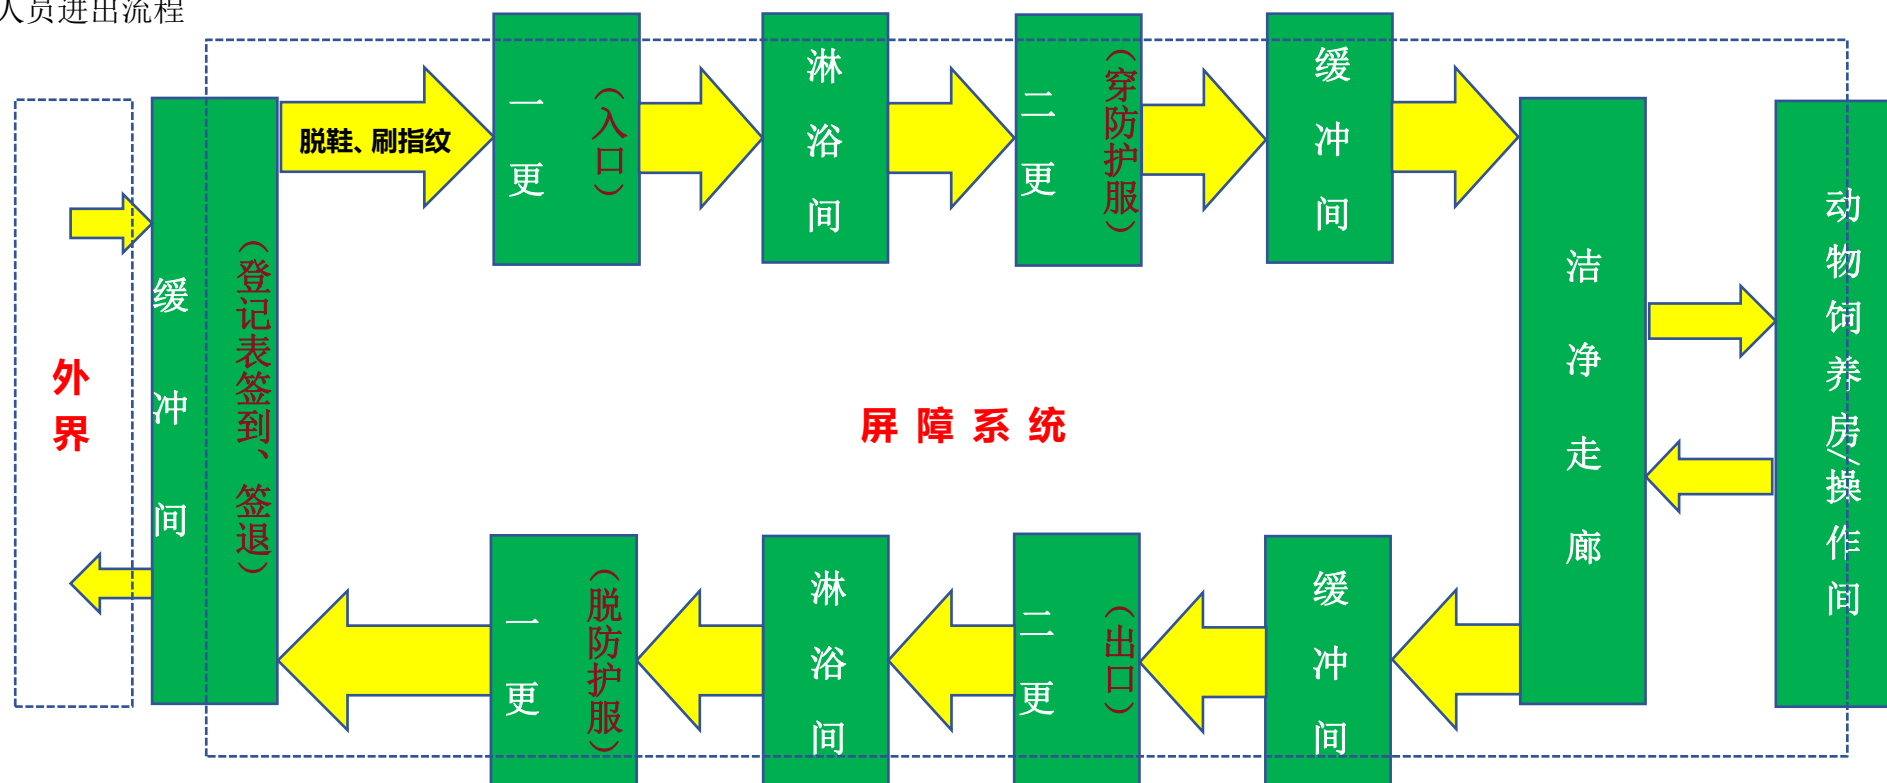 人员进出流程
外界
缓冲间
（登记表签到、签退）
脱鞋、刷指纹
一更
（入口）
淋浴间
二更
（穿防护服）
缓冲间
洁净走廊
动物饲养房/操作间
屏障系统
一更
（脱防护服）
淋浴间
二更
（出口）
缓冲间